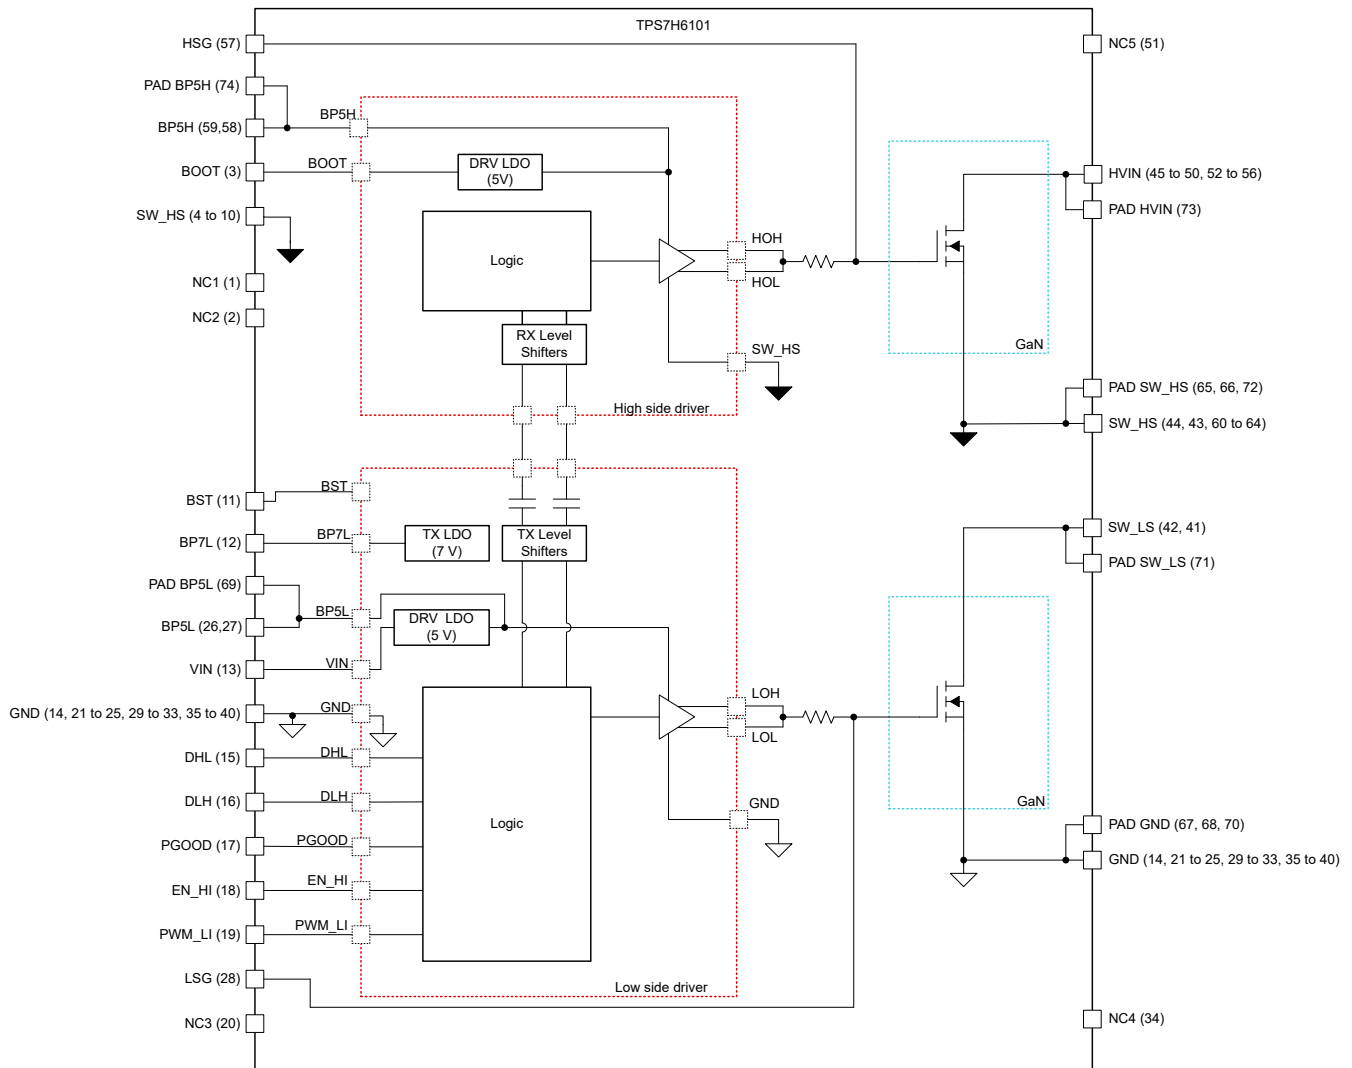 TPS7H6101
HSG (57)
NC5 (51)
PAD BP5H (74)
BP5H (59,58)
BP5H
BOOT (3)
BOOT
DRV LDO
(5V)
HVIN (45 to 50, 52 to 56)
PAD HVIN (73)
SW_HS (4 to 10)
Logic
HOH
HOL
NC1 (1)
NC2 (2)
RX Level
Shifters
SW_HS
GaN
PAD SW_HS (65, 66, 72)
High side driver
SW_HS (44, 43, 60 to 64)
BST (11)
BST
SW_LS (42, 41)
BP7L (12)
BP7L
TX LDO
(7 V)
TX Level
Shifters
PAD SW_LS (71)
PAD BP5L (69)
BP5L (26,27)
BP5L
DRV LDO
(5 V)
VIN (13)
VIN
GND (14, 21 to 25, 29 to 33, 35 to 40)
GND
LOH
LOL
DHL (15)
DHL
DLH (16)
DLH
Logic
GND
GaN
PAD GND (67, 68, 70)
PGOOD (17)
PGOOD
GND (14, 21 to 25, 29 to 33, 35 to 40)
EN_HI (18)
EN_HI
PWM_LI (19)
PWM_LI
LSG (28)
Low side driver
NC3 (20)
NC4 (34)